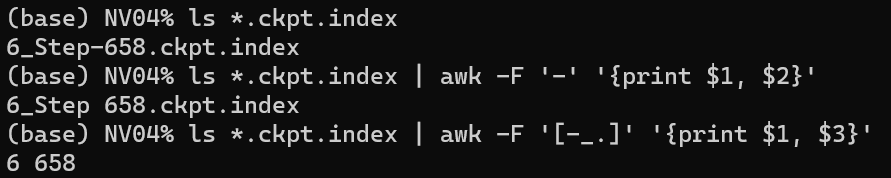 (base) NV04% ls *.ckpt.index
6_Step-658.ckpt.index
(base) NV04% ls *.ckpt.index | awk -F '-' '{print $1, $2}'
6_Step 658.ckpt.index
(base) NV04% ls *.ckpt.index | awk -F '[-_.]' '{print $1, $3}'
6 658